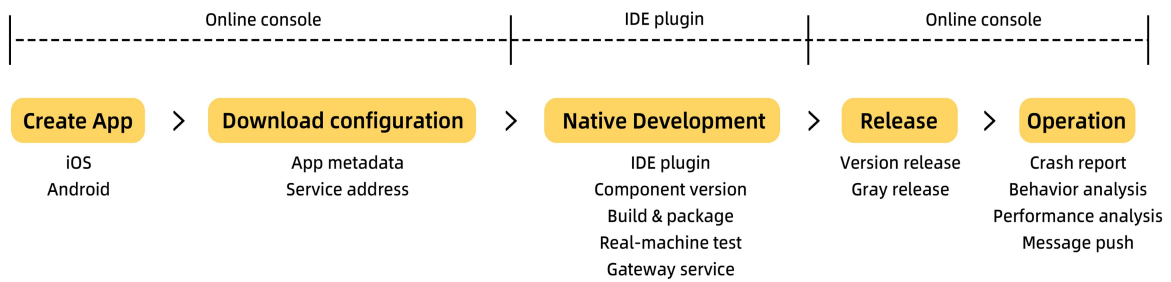 Online console
IDE plugin
Online console
Create App
>
Download configuration
>
Native Development
>
Release
>
Operation
iOS
Android
App metadata
Service address
IDE plugin
Component version
Build & package
Real-machine test
Gateway service
Version release
Gray release
Crash report
Behavior analysis
Performance analysis
Message push